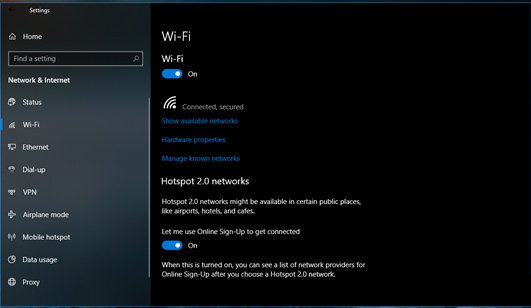 Settings
Home
Find a setting
Network & Internet
Status
Wi-Fi
Ethernet
Dial-up
VPN
Airplane mode
Mobile hotspot
Data usage
Proxy
Wi-Fi
Wi-Fi
On
Connected, secured
Show available networks
Hardware properties
Manage known networks
Hotspot 2.0 networks
Hotspot 2.0 networks might be available in certain public places,
like airports, hotels, and cafes.
Let me use Online Sign-Up to get connected
On
When this is turned on, you can see a list of network providers for
Online Sign-Up after you choose a Hotspot 2.0 network.